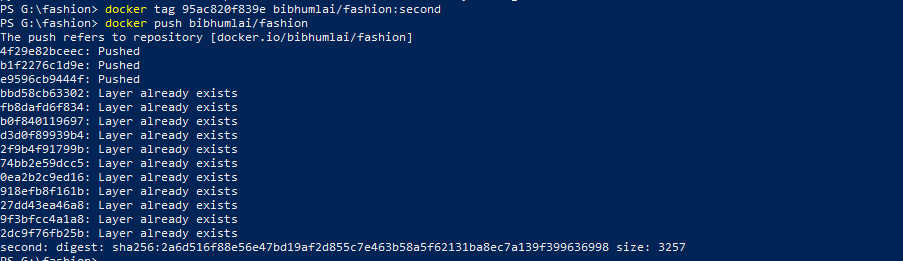 PS G:\fashion> docker tag 95ac820f839e bibhumlai/fashion:second
PS G:\fashion> docker push bibhumlai/fashion
The push refers to repository [docker.io/bibhumlai/fashion]
4f29e82bceec: Pushed
b1f2276c1d9e: Pushed
e9596cb9444f: Pushed
bbd58cb63302: Layer already exists
fb8dafd6f834: Layer already exists
b0f840119697: Layer already exists
d3d0f89939b4: Layer already exists
2f9b4f91799b: Layer already exists
74bb2e59dcc5: Layer already exists
0ea2b2c9ed16: Layer already exists
918efb8f161b: Layer already exists
27dd43ea46a8: Layer already exists
9f3bfcc4a1a8: Layer already exists
2dc9f76fb25b: Layer already exists
second: digest: sha256:2a6d516f88e56e47bd19af2d855c7e463b58a5f62131ba8ec7a139f399636998 size: 3257
PS G:\fashion>